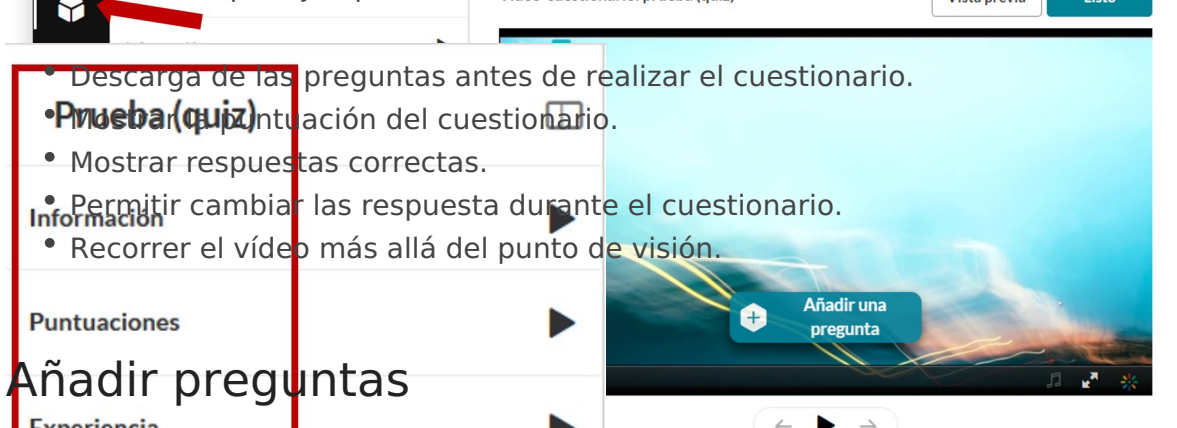 Vista previa
Listo
Descarga de las preguntas antes de realizar el cuestionario.
Prueba (quiz)
Mostrar la puntuación del cuestionario.
Mostrar respuestas correctas.
Permitir cambiar las respuesta durante el cuestionario.
Información
Recorrer el vídeo más allá del punto de visión.
Añadir una
pregunta
Puntuaciones
Añadir preguntas
Experiencia